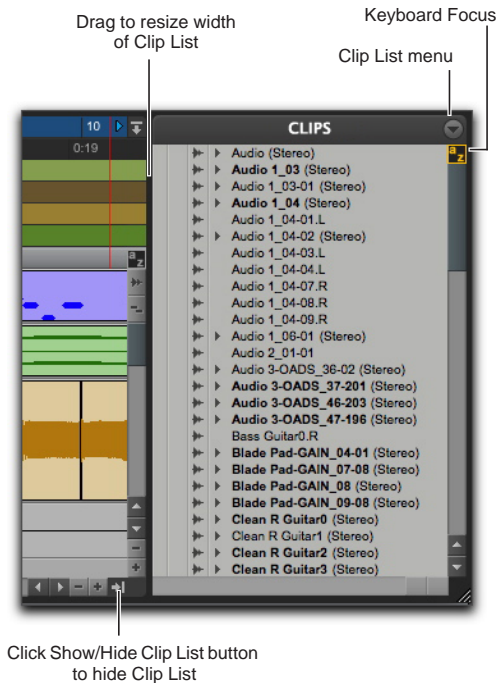 Drag to resize width
of Clip List
Keyboard Focus
Clip List menu
10
0:19
CLIPS
a z
a z
Audio (Stereo)
Audio 1_03 (Stereo)
Audio 1_03-01 (Stereo)
Audio 1_04 (Stereo)
Audio 1_04-01.L
Audio 1_04-02 (Stereo)
Audio 1_04-03.L
Audio 1_04-04.L
Audio 1_04-07.R
Audio 1_04-08.R
Audio 1_04-09.R
Audio 1_06-01 (Stereo)
Audio 2_01-01
Audio 3-OADS_36-02 (Stereo)
Audio 3-OADS_37-201 (Stereo)
Audio 3-OADS_46-203 (Stereo)
Audio 3-OADS_47-196 (Stereo)
Bass Guitar0.R
Blade Pad-GAIN_04-01 (Stereo)
Blade Pad-GAIN_07-08 (Stereo)
Blade Pad-GAIN_08 (Stereo)
Blade Pad-GAIN_09-08 (Stereo)
Clean R Guitar0 (Stereo)
Clean R Guitar1 (Stereo)
Clean R Guitar2 (Stereo)
Clean R Guitar3 (Stereo)
Click Show/Hide Clip List button
to hide Clip List